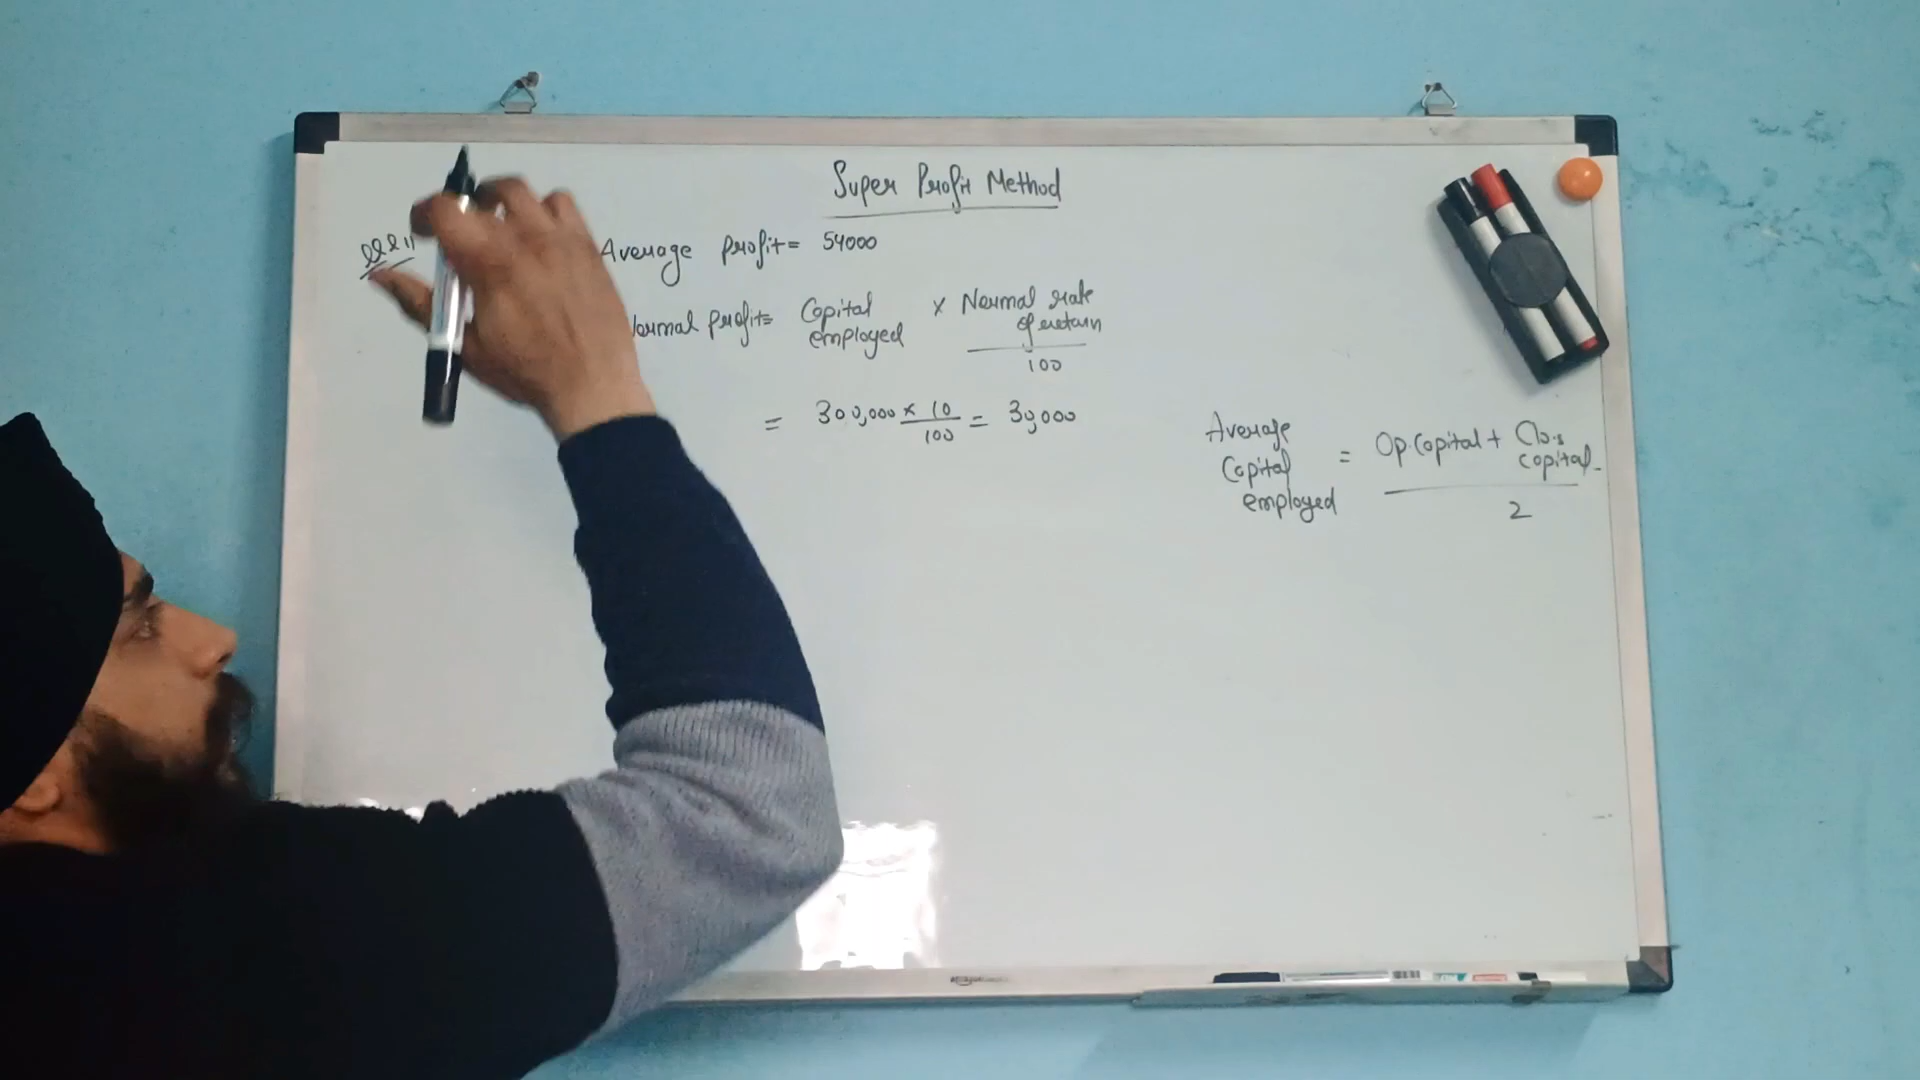 Super Profit Method
Average profit = 54000
Normal profit = Capital employed × Normal rate of return
100
= 300,000 × 10 = 30,000
100
Average Capital employed = Op. Capital + Clo. Capital
2